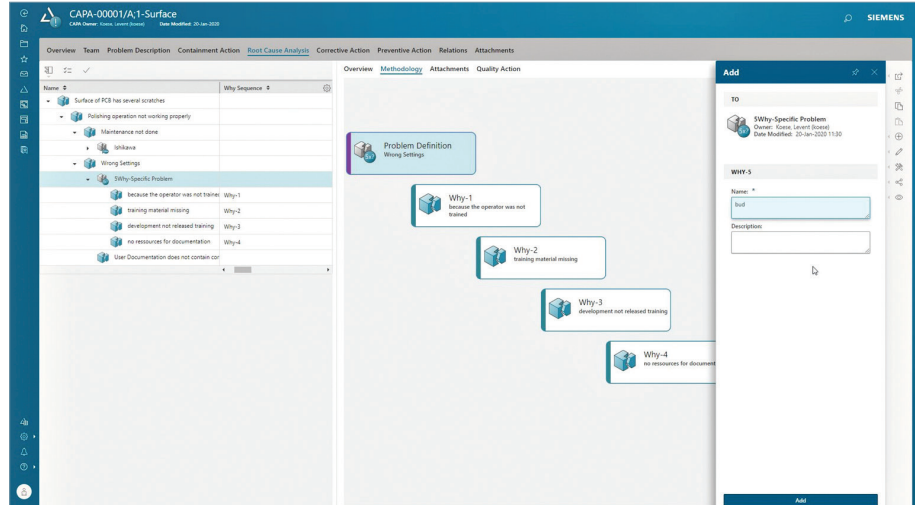 CAPA-00001/A;1-Surface
CAPA Owner: Koese, Levent (koese) Date Modified: 20-Jan-2020
SIEMENS
Overview Team Problem Description Containment Action Root Cause Analysis Corrective Action Preventive Action Relations Attachments
Name Why Sequence
Surface of PCB has several scratches
Polishing operation not working properly
Maintanance not done
Ishikawa
Wrong Settings
5Why-Specific Problem
because the operator was not traine Why-1
training material missing Why-2
development not released training Why-3
no ressources for documentation Why-4
User Documentation does not contain cor
Overview Methodology Attachments Quality Action
Problem Definition
Wrong Settings
Why-1
because the operator was not
trained
Why-2
training material missing
Why-3
development not released training
Why-4
no ressources for document
Add
TO
5Why-Specific Problem
Owner: Koese, Levent (koese)
Date Modified: 20-Jan-2020 11:30
WHY-5
Name: *
bud
Description:
Add